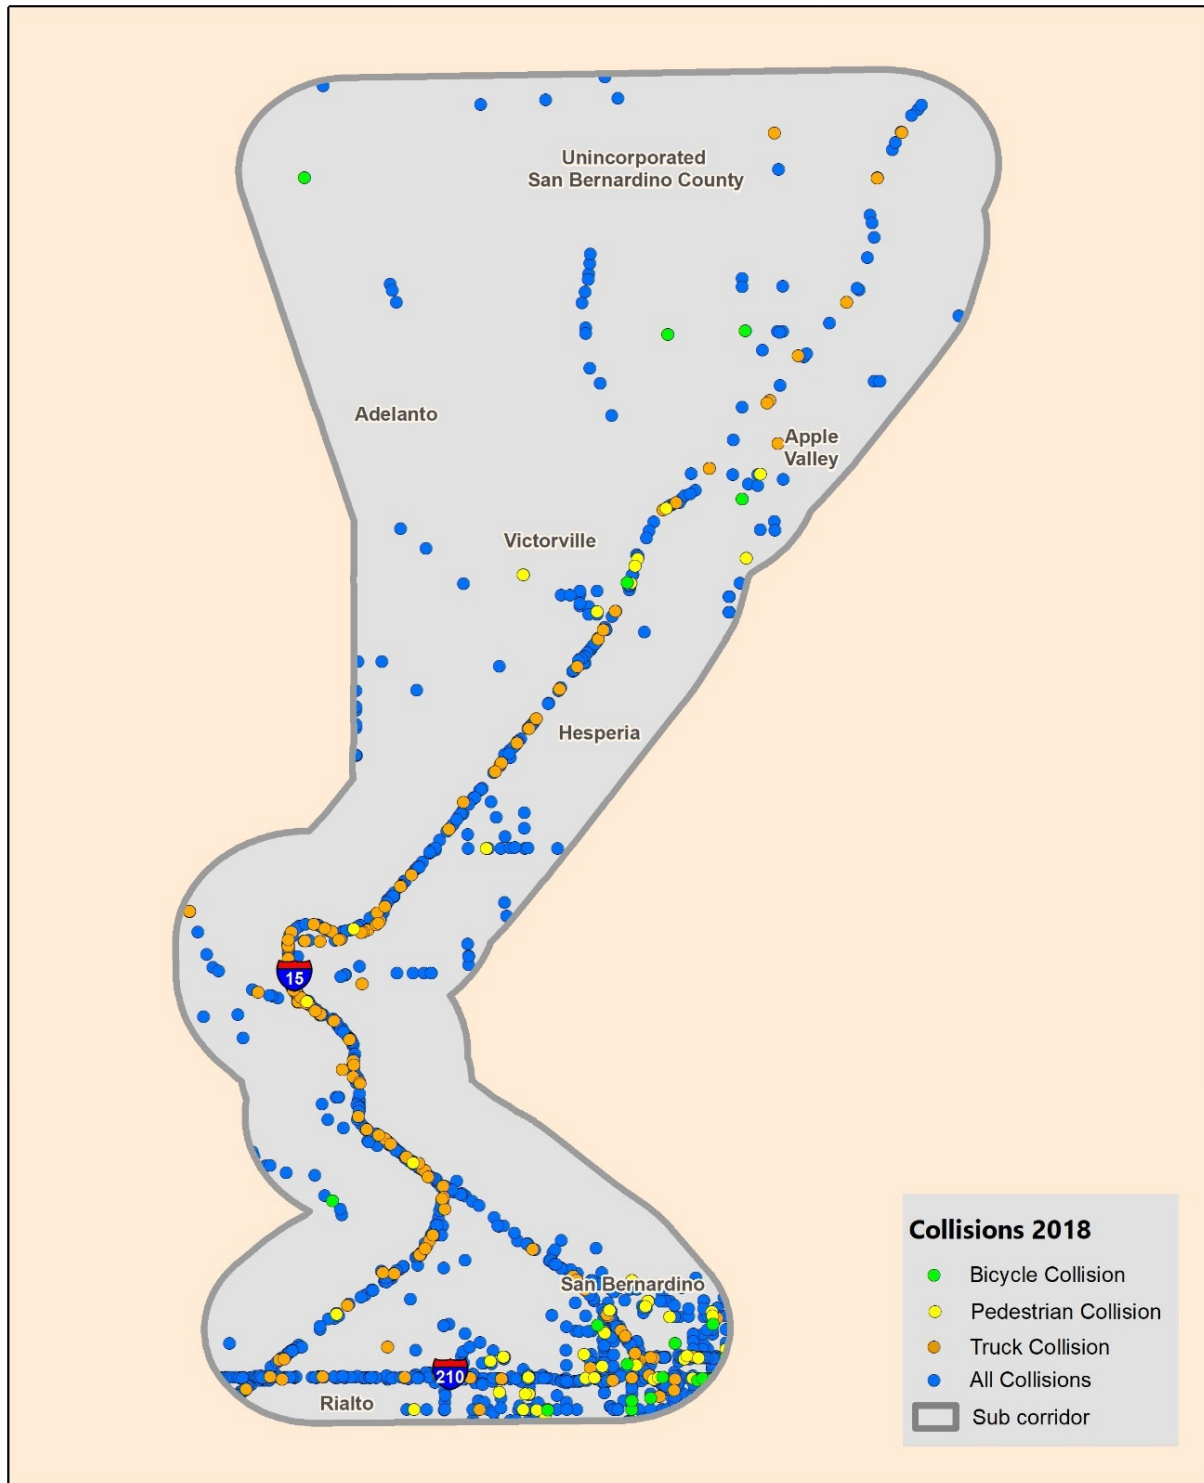 Unincorporated
San Bernardino County
Adelanto
Apple
Valley
Victorville
Hesperia
15
San Bernardino
210
Rialto
Collisions 2018
Bicycle Collision
Pedestrian Collision
Truck Collision
All Collisions
Sub corridor